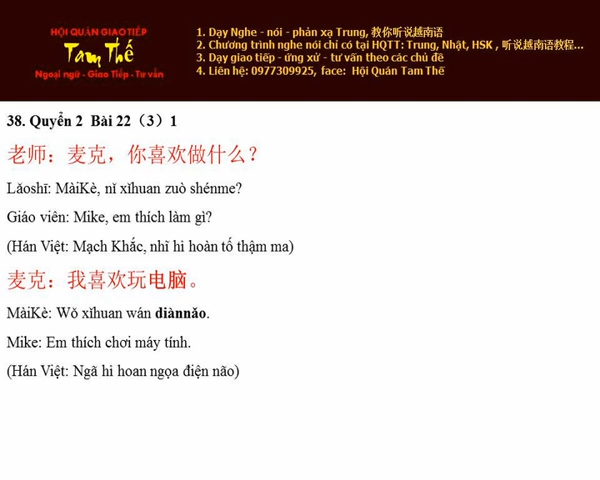 HỘI QUÁN GIAO TIẾP
Tam Thế
Ngoại ngữ - Giao Tiếp - Tư vấn
1. Dạy Nghe - nói - phản xạ Trung, 教你听说越南语
2. Chương trình nghe nói chỉ có tại HQTT: Trung, Nhật, HSK , 听说越南语教程...
3. Dạy giao tiếp - ứng xử - tư vấn theo các chủ đề
4. Liên hệ: 0977309925, face: Hội Quán Tam Thế
38. Quyển 2 Bài 22（3）1
老师：麦克，你喜欢做什么？
Lǎoshī: MàiKè, nǐ xǐhuan zuò shénme?
Giáo viên: Mike, em thích làm gì?
(Hán Việt: Mạch Khắc, nhĩ hi hoàn tố thậm ma)
麦克：我喜欢玩电脑。
MàiKè: Wǒ xǐhuan wán diànnǎo.
Mike: Em thích chơi máy tính.
(Hán Việt: Ngã hì hoan ngọa điện não)